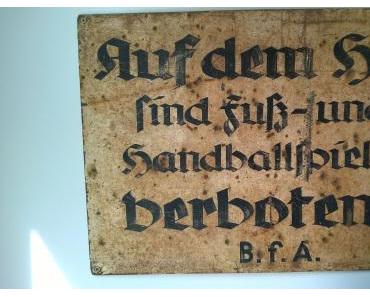 Auf dem H
sind Fuß- und
Handballspiel
verboten
B.f.A.